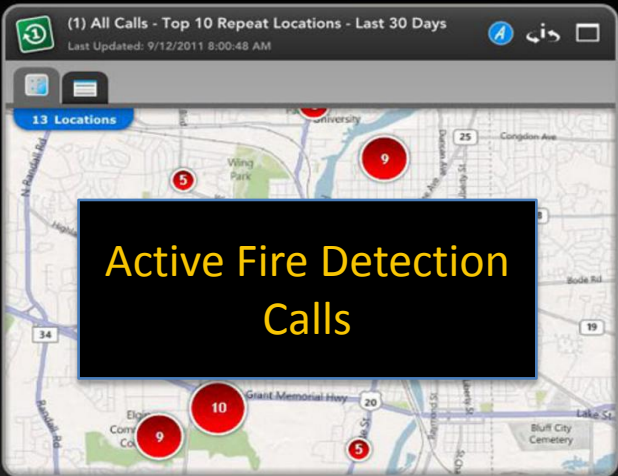 (1) All Calls - Top 10 Repeat Locations - Last 30 Days
Last Updated: 9/12/2011 8:00:48 AM
13 Locations
University
9
25
Congdon Ave
N Randall Rd
5
Wing
Park
Active Fire Detection
Calls
Bode Rd
19
34
Grant Memorial Hwy
20
10
Lake St
Randall Rd
9
5
Bluff City
Cemetery